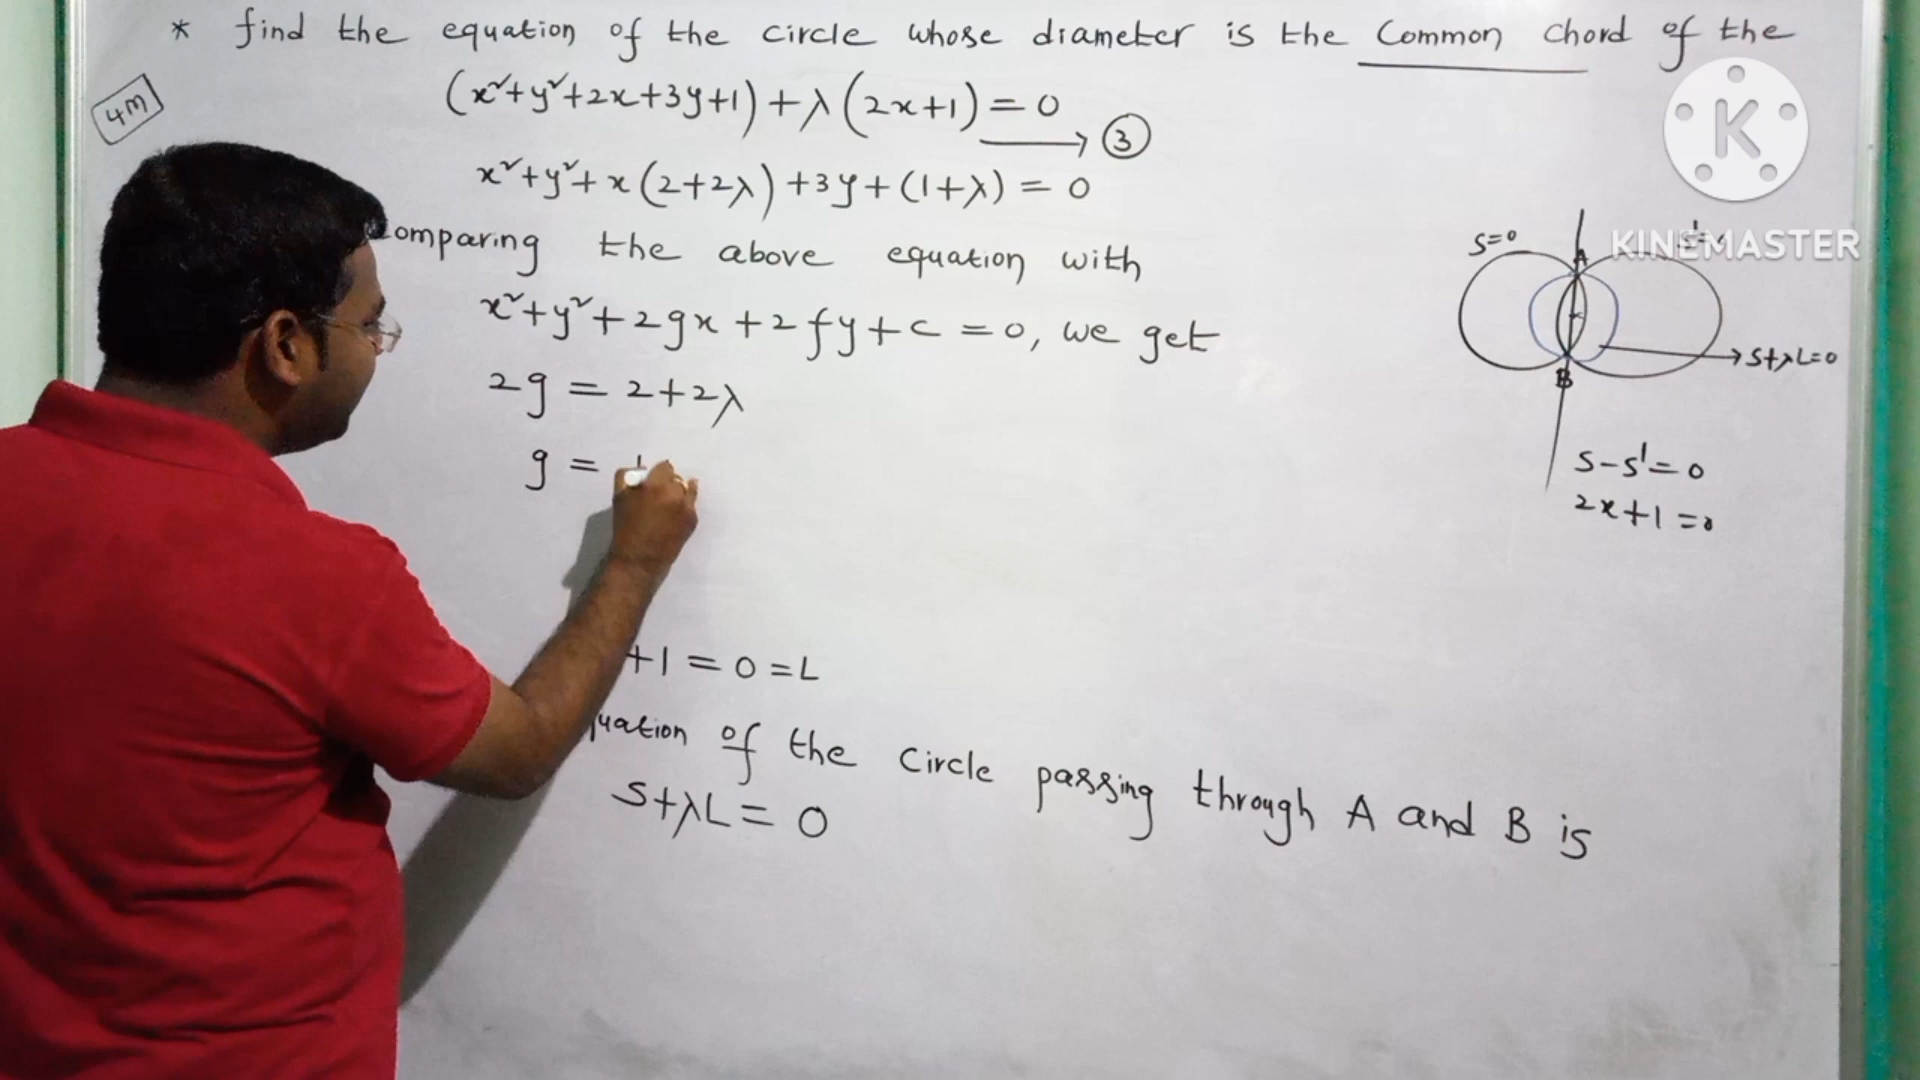 * find the equation of the circle whose diameter is the common chord of the
4M
(x²+y²+2x+3y+1)+λ(2x+1)=0
→ ③
x²+y²+x(2+2λ)+3y+(1+λ)=0
comparing the above equation with
x²+y²+2gx+2fy+c=0, we get
2g = 2+2λ
g =
+1=0=L
quation of the circle passing through A and B is
S+λL=0
K
KINEMASTER
S=0
A
B
S+λL=0
S-S'=0
2x+1=0